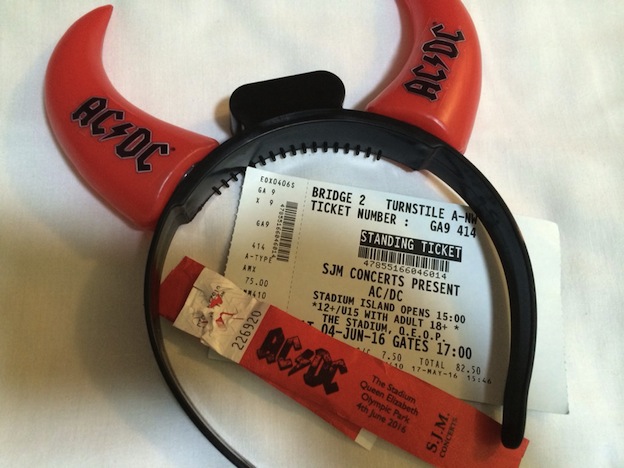 AC⚡DC
AC⚡DC
EOX0406S
GA 9
X 9
GA9
414
A-TYPE
AMX
75.00
47855166046014
BRIDGE 2 TURNSTILE
TICKET NUMBER : GA9 414
STANDING TICKET
47855166046014
SJM CONCERTS PRESENT
AC/DC
STADIUM ISLAND OPENS 15:00
*12+/U15 WITH ADULT 18+ *
THE STADIUM, Q.E.O.P.
04-JUN-16 GATES 17:00
7.50 TOTAL 82.50
17-MAY-16
226920
AC⚡DC
The Stadium
Queen Elizabeth
Olympic Park
4th June 2016
S.J.M.
CONCERTS.